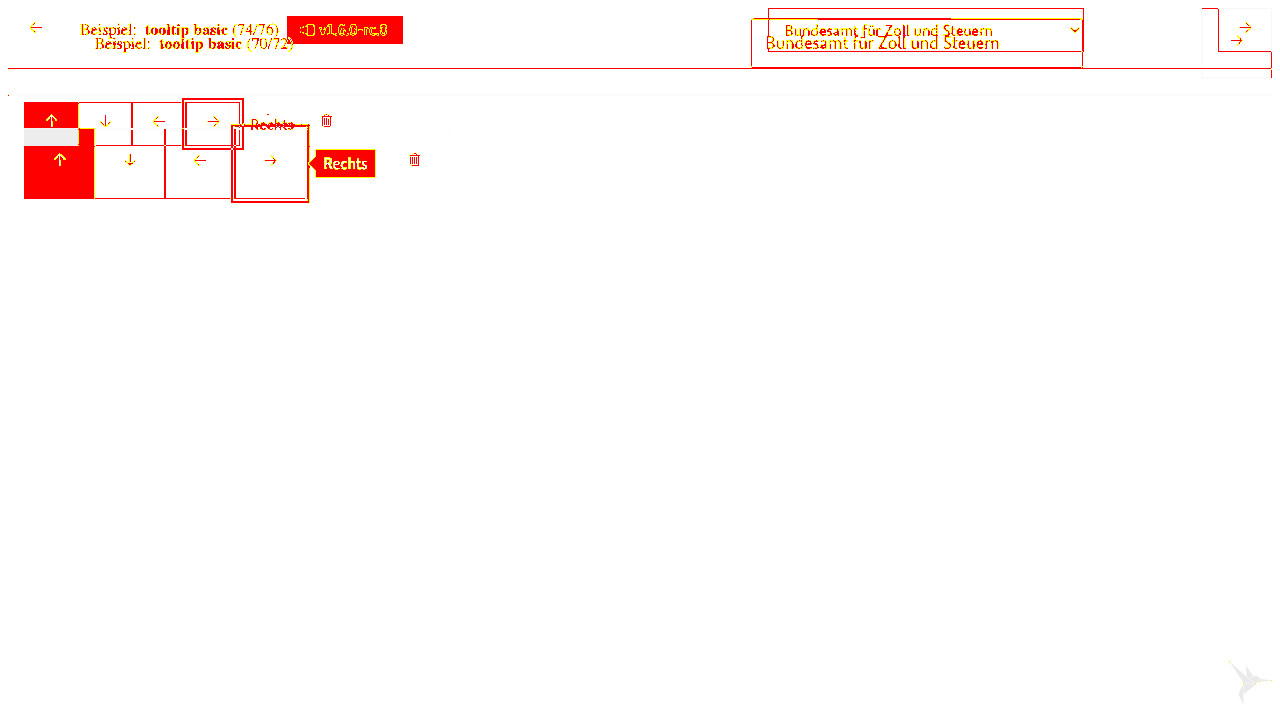 Beispiel: tooltip basic (74/76)
v1.6.0-rc.0
Bundesamt für Zoll und Steuern
Beispiel: tooltip basic (70/72)
Bundesamt für Zoll und Steuern
Rechts
Rechts